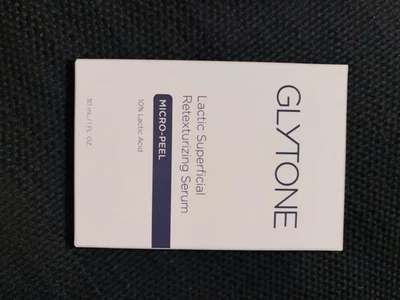 GLYTONE
Lactic Superficial
Retexturizing Serum
MICRO-PEEL
10% Lactic Acid
30 mL / 1 FL. OZ.